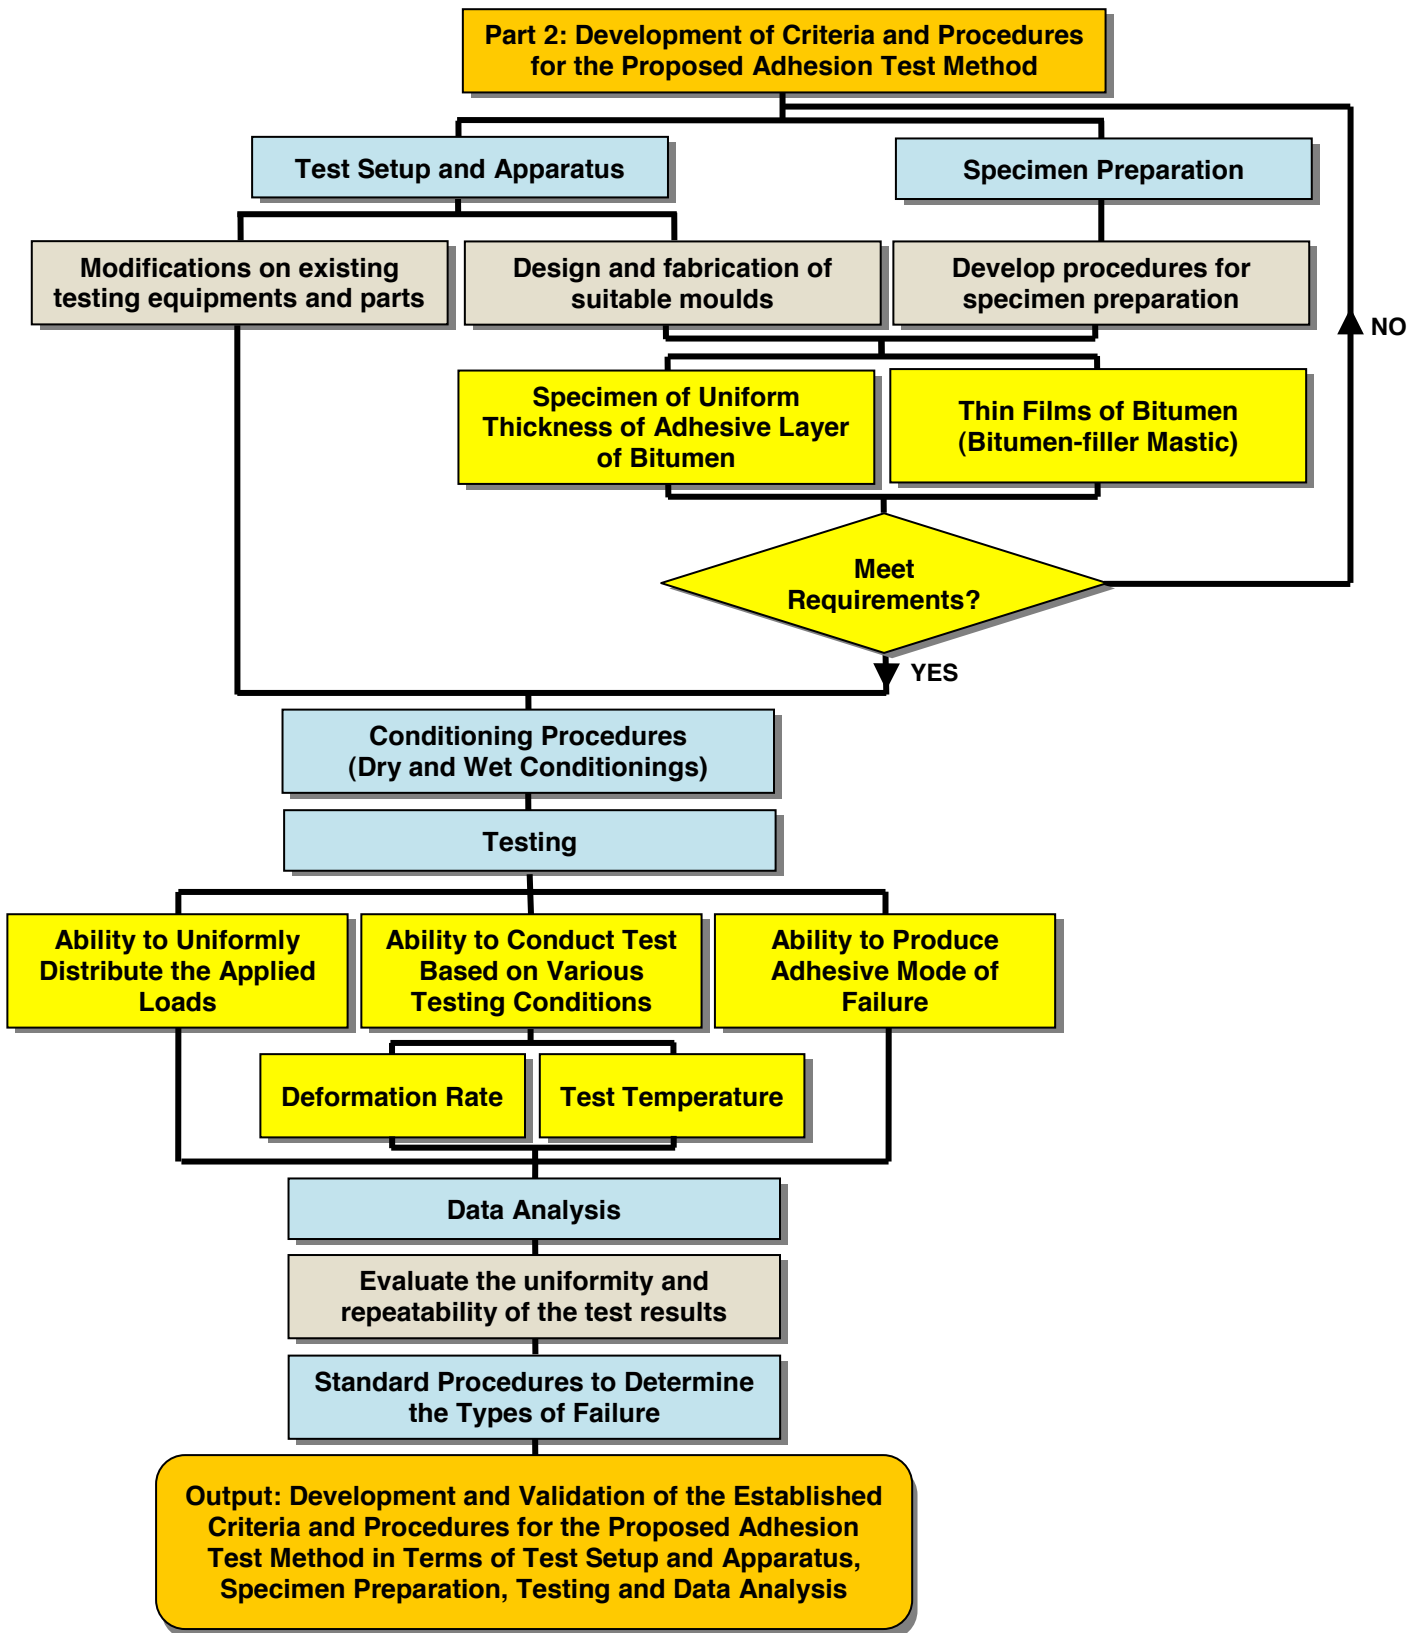 Part 2: Development of Criteria and Procedures
for the Proposed Adhesion Test Method
Test Setup and Apparatus
Specimen Preparation
Modifications on existing
testing equipments and parts
Design and fabrication of
suitable moulds
Develop procedures for
specimen preparation
NO
Specimen of Uniform
Thickness of Adhesive Layer
of Bitumen
Thin Films of Bitumen
(Bitumen-filler Mastic)
Meet
Requirements?
YES
Conditioning Procedures
(Dry and Wet Conditionings)
Testing
Ability to Uniformly
Distribute the Applied
Loads
Ability to Conduct Test
Based on Various
Testing Conditions
Ability to Produce
Adhesive Mode of
Failure
Deformation Rate
Test Temperature
Data Analysis
Evaluate the uniformity and
repeatability of the test results
Standard Procedures to Determine
the Types of Failure
Output: Development and Validation of the Established
Criteria and Procedures for the Proposed Adhesion
Test Method in Terms of Test Setup and Apparatus,
Specimen Preparation, Testing and Data Analysis